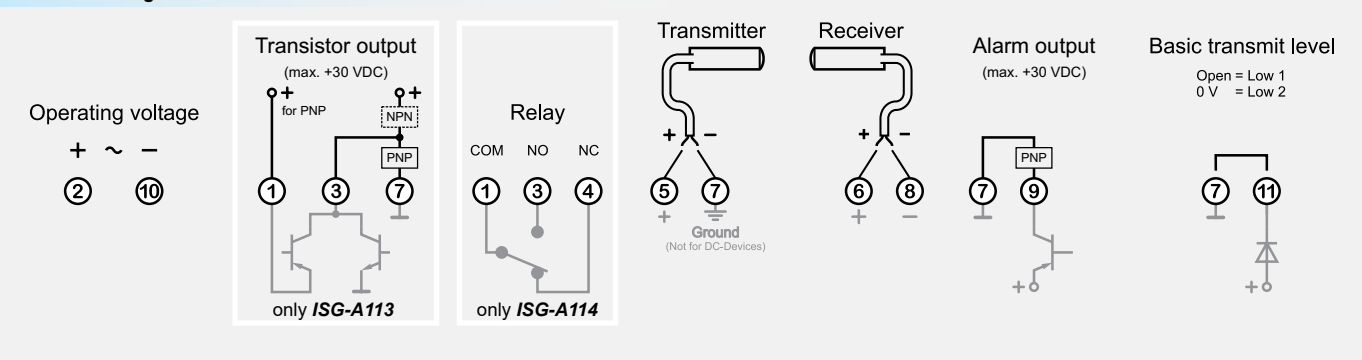 Operating voltage
+ ~ −
2 10
Transistor output
(max. +30 VDC)
+ +
for PNP
NPN
PNP
1 3 7
only ISG-A113
Relay
COM NO NC
1 3 4
only ISG-A114
Transmitter
+ −
5 7
+
Ground
(Not for DC-Devices)
Receiver
+ −
6 8
+ −
Alarm output
(max. +30 VDC)
PNP
7 9
+
Basic transmit level
Open = Low 1
0 V = Low 2
7 11
+